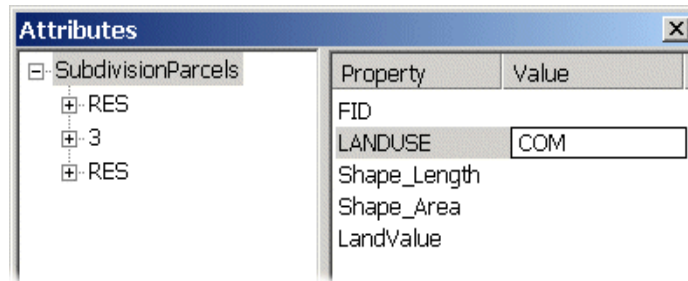 Attributes
SubdivisionParcels
RES
3
RES
Property Value
FID
LANDUSE COM
Shape_Length
Shape_Area
LandValue